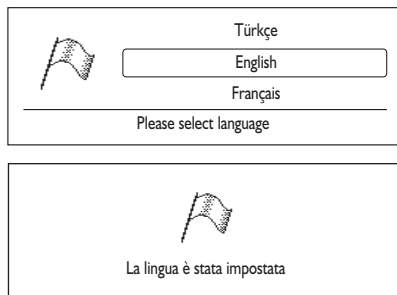 Türkçe
English
Français
Please select language
La lingua è stata impostata